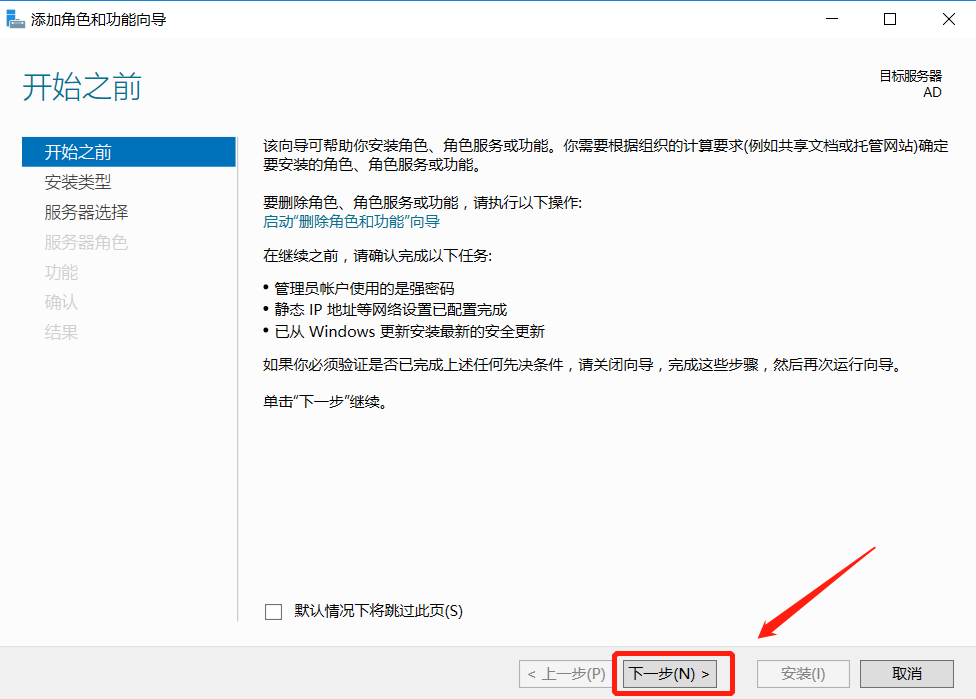 添加角色和功能向导
开始之前
目标服务器
AD
开始之前
安装类型
服务器选择
服务器角色
功能
确认
结果
该向导可帮助你安装角色、角色服务或功能。你需要根据组织的计算要求(例如共享文档或托管网站)确定
要安装的角色、角色服务或功能。
要删除角色、角色服务或功能，请执行以下操作:
启动“删除角色和功能”向导
在继续之前，请确认完成以下任务:
• 管理员帐户使用的是强密码
• 静态 IP 地址等网络设置已配置完成
• 已从 Windows 更新安装最新的安全更新
如果你必须验证是否已完成上述任何先决条件，请关闭向导，完成这些步骤，然后再次运行向导。
单击“下一步”继续。
默认情况下将跳过此页(S)
< 上一步(P)
下一步(N) >
安装(I)
取消